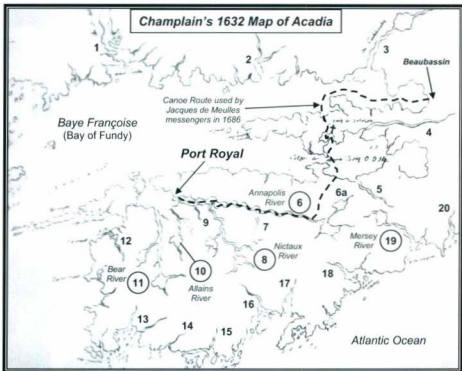 Champlain's 1632 Map of Acadia
1
2
3
Beaubassin
Canoe Route used by
Jacques de Meulles
messengers in 1686
Baye Françoise
(Bay of Fundy)
4
Port Royal
Annapolis
River
6
6a
5
20
9
7
Mersey
River
19
12
Nictaux
River
8
Bear
River
11
10
Allains
River
18
17
16
13
14
15
Atlantic Ocean